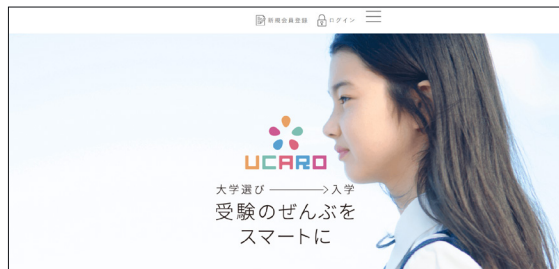 新規会員登録 ログイン
UCARO
大学選び → 入学
受験のぜんぶを
スマートに